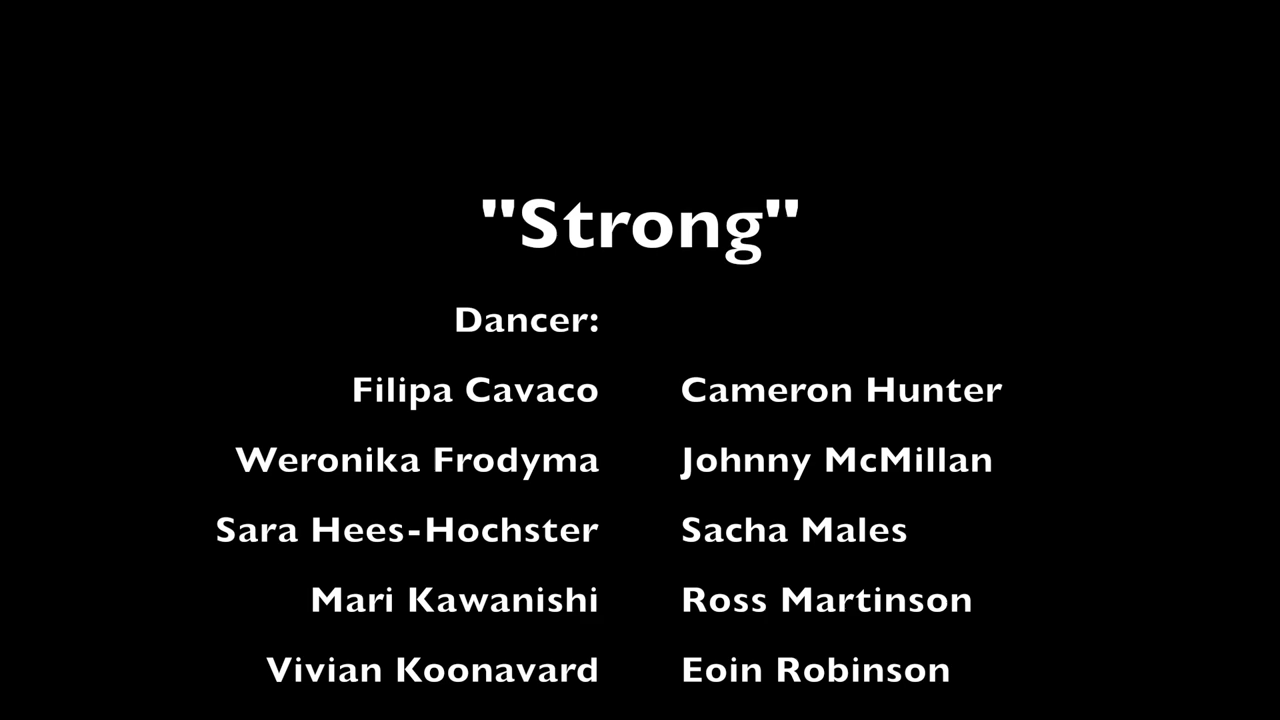 "Strong"
Dancer:
Filipa Cavaco Cameron Hunter
Weronika Frodyma Johnny McMillan
Sara Hees-Hochster Sacha Males
Mari Kawanishi Ross Martinson
Vivian Koonavard Eoin Robinson